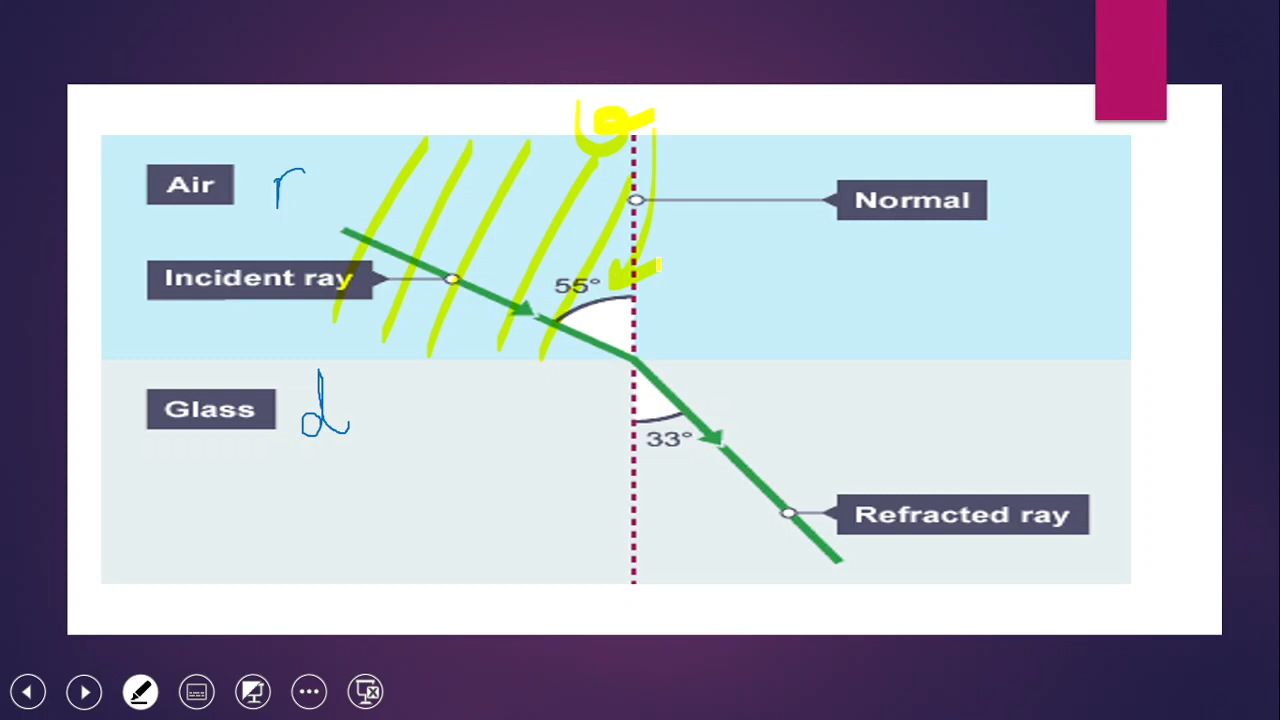 Air r
Normal
Incident ray
55°
Glass d
33°
Refracted ray